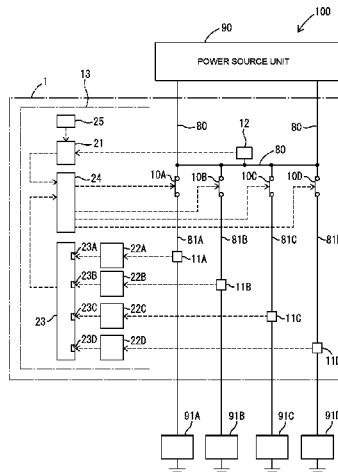 100
90
POWER SOURCE UNIT
1
13
80
12
80
25
21
80
24
10A
10B
10C
10D
81A
81B
81C
81D
23A
22A
11A
23B
22B
11B
23C
22C
11C
23
23D
22D
11D
91A
91B
91C
91D